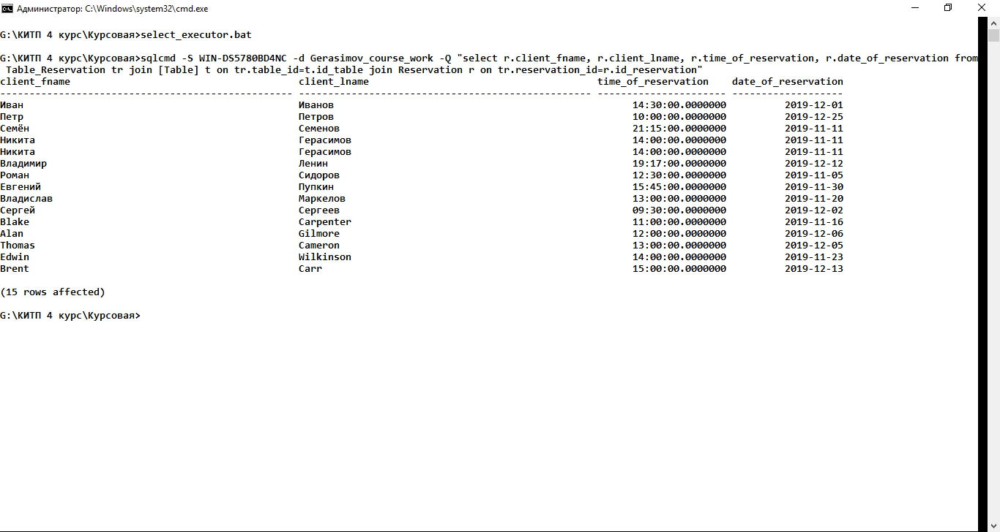 Администратор: C:\Windows\system32\cmd.exe
G:\КИТП 4 курс\Курсовая>select_executor.bat
G:\КИТП 4 курс\Курсовая>sqlcmd -S WIN-DS5780BD4NC -d Gerasimov_course_work -Q "select r.client_fname, r.client_lname, r.time_of_reservation, r.date_of_reservation from
Table_Reservation tr join [Table] t on tr.table_id=t.id_table join Reservation r on tr.reservation_id=r.id_reservation"
client_fname client_lname time_of_reservation date_of_reservation
-------------------------------------------------- -------------------------------------------------- ---------------------- -------------------
Иван Иванов 14:30:00.0000000 2019-12-01
Петр Петров 10:00:00.0000000 2019-12-25
Семён Семенов 21:15:00.0000000 2019-11-11
Никита Герасимов 14:00:00.0000000 2019-11-11
Никита Герасимов 14:00:00.0000000 2019-11-11
Владимир Ленин 19:17:00.0000000 2019-12-12
Роман Сидоров 12:30:00.0000000 2019-11-05
Евгений Пупкин 15:45:00.0000000 2019-11-30
Владислав Маркелов 13:00:00.0000000 2019-11-20
Сергей Сергеев 09:30:00.0000000 2019-12-02
Blake Carpenter 11:00:00.0000000 2019-11-16
Alan Gilmore 12:00:00.0000000 2019-12-06
Thomas Cameron 13:00:00.0000000 2019-12-05
Edwin Wilkinson 14:00:00.0000000 2019-11-23
Brent Carr 15:00:00.0000000 2019-12-13
(15 rows affected)
G:\КИТП 4 курс\Курсовая>